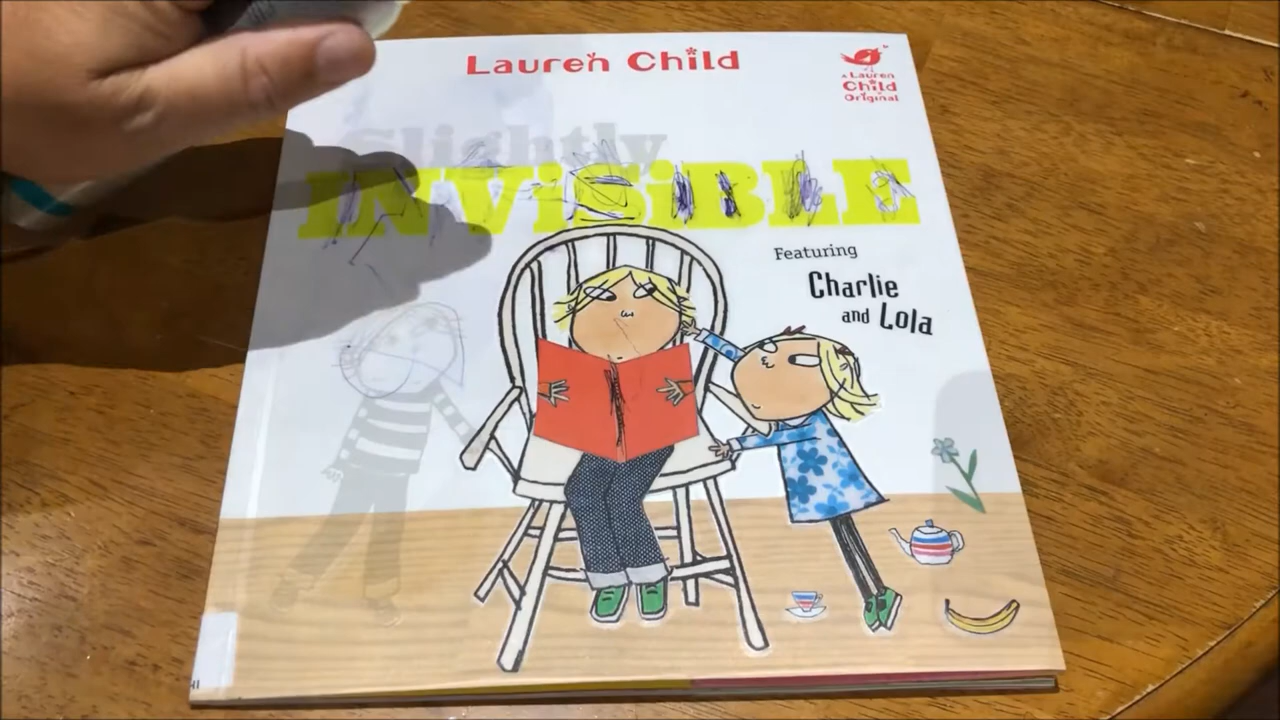 Lauren Child
A Lauren
Child
Original
Slightly
INViSiBLE
Featuring
Charlie
and Lola